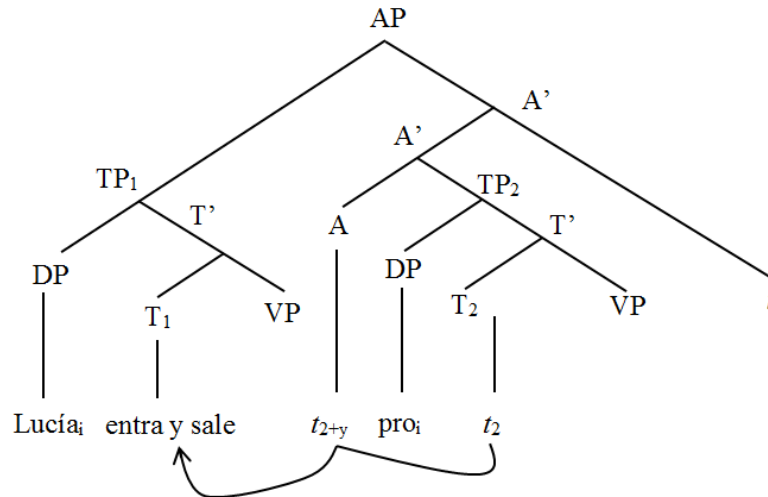 AP
A’
A’
TP₁
TP₂
T’
A
T’
DP
DP
T₁
VP
T₂
VP
Lucíaᵢ entra y sale t₂₊y proᵢ t₂